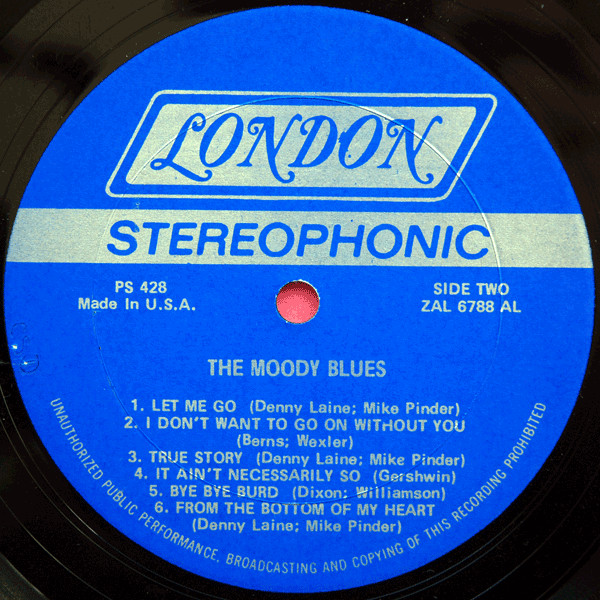 LONDON
STEREOPHONIC
PS 428
Made In U.S.A.
SIDE TWO
ZAL 6788 AL
THE MOODY BLUES
1. LET ME GO (Denny Laine; Mike Pinder)
2. I DON'T WANT TO GO ON WITHOUT YOU
(Berns; Wexler)
3. TRUE STORY (Denny Laine; Mike Pinder)
4. IT AIN'T NECESSARILY SO (Gershwin)
5. BYE BYE BURD (Dixon; Williamson)
6. FROM THE BOTTOM OF MY HEART
(Denny Laine; Mike Pinder)
UNAUTHORIZED PUBLIC PERFORMANCE, BROADCASTING AND COPYING OF THIS RECORDING PROHIBITED